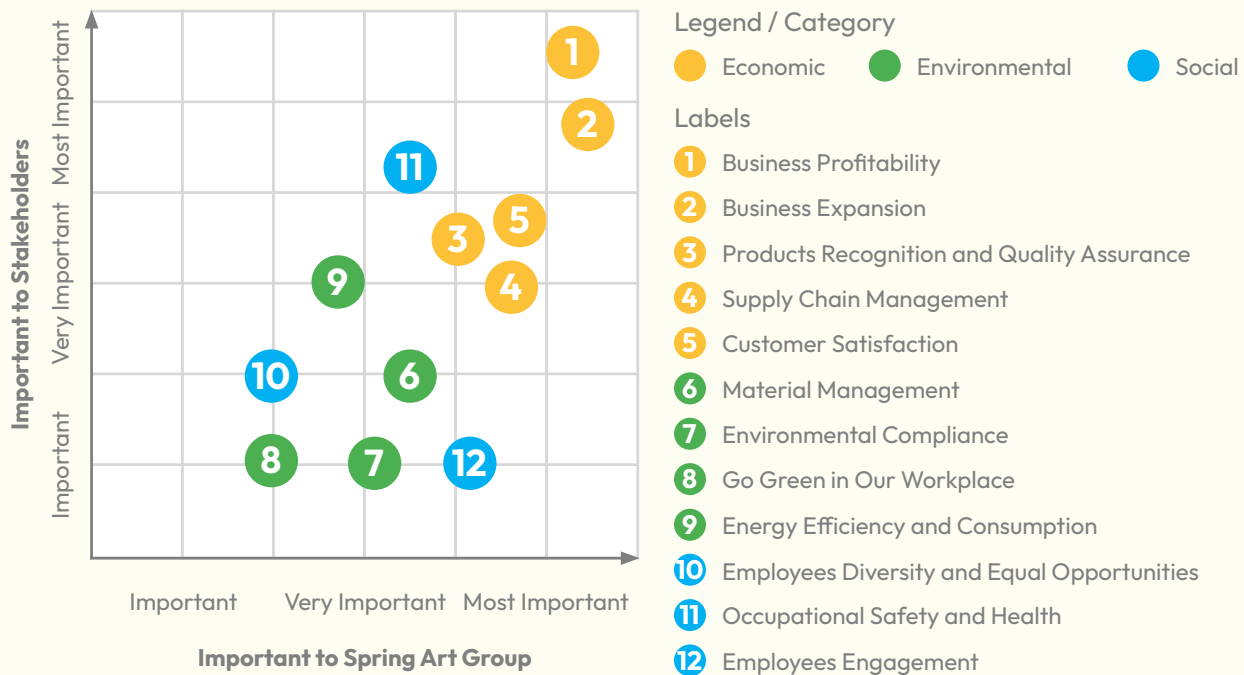 Important to Stakeholders
Most Important
Very Important
Important
1
2
11
5
3
9
4
10
6
8
7
12
Important Very Important Most Important
Important to Spring Art Group
Legend / Category
Economic Environmental Social
Labels
1 Business Profitability
2 Business Expansion
3 Products Recognition and Quality Assurance
4 Supply Chain Management
5 Customer Satisfaction
6 Material Management
7 Environmental Compliance
8 Go Green in Our Workplace
9 Energy Efficiency and Consumption
10 Employees Diversity and Equal Opportunities
11 Occupational Safety and Health
12 Employees Engagement